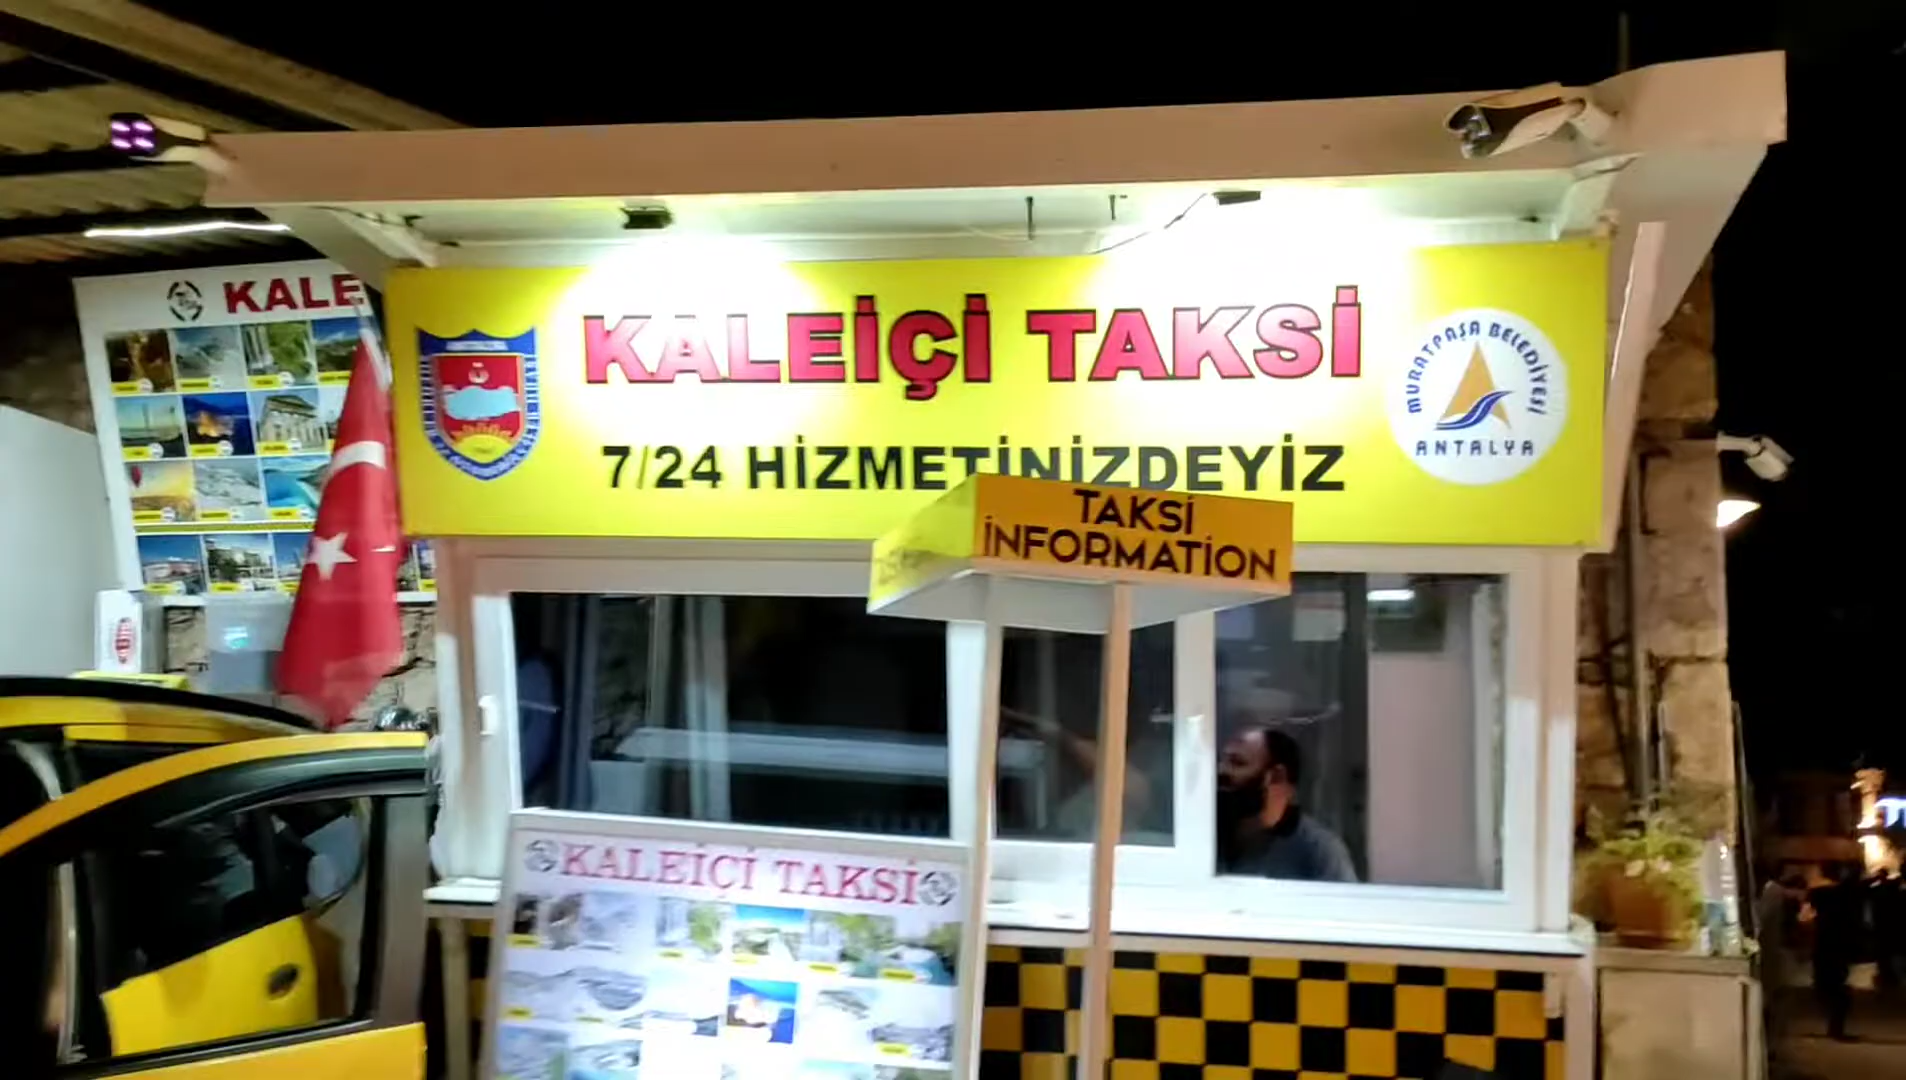 KALE
KALEİÇİ TAKSİ
MURATPAŞA BELEDİYESİ
ANTALYA
7/24 HİZMETİNİZDEYİZ
TAKSİ
İNFORMATİON
KALEİÇİ TAKSİ